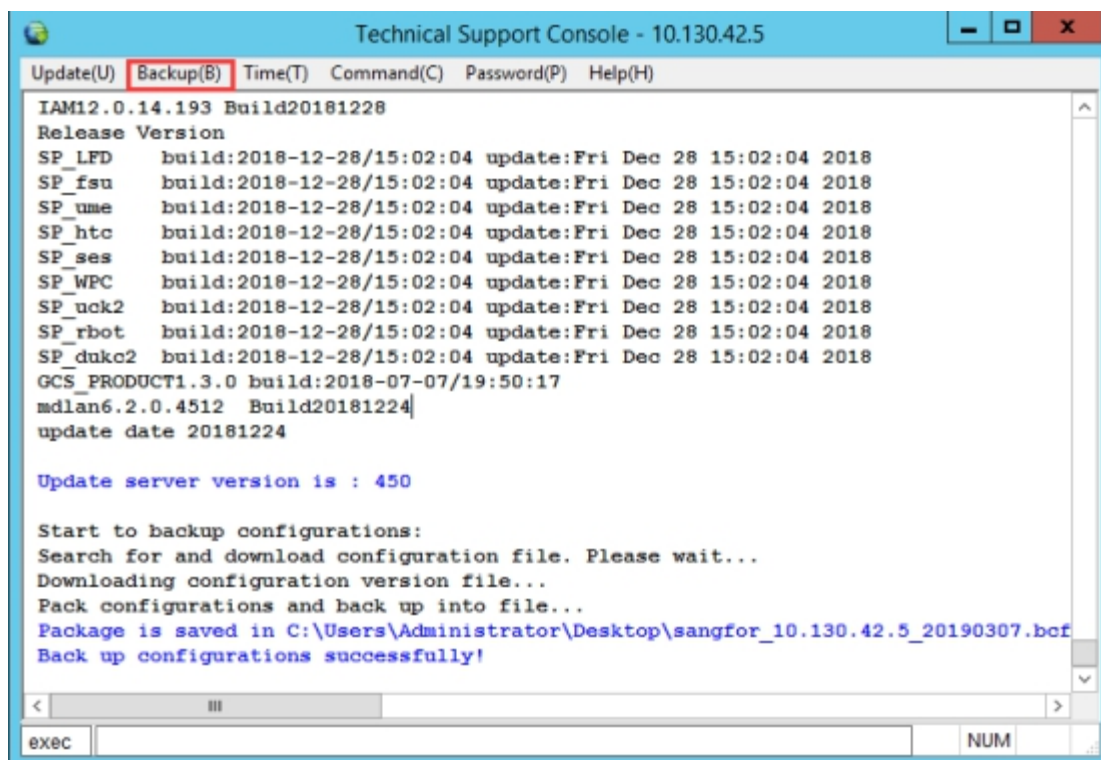 Technical Support Console - 10.130.42.5
Update(U) Backup(B) Time(T) Command(C) Password(P) Help(H)
IAM12.0.14.193 Build20181228
Release Version
SP_LFD build:2018-12-28/15:02:04 update:Fri Dec 28 15:02:04 2018
SP_fsu build:2018-12-28/15:02:04 update:Fri Dec 28 15:02:04 2018
SP_ume build:2018-12-28/15:02:04 update:Fri Dec 28 15:02:04 2018
SP_htc build:2018-12-28/15:02:04 update:Fri Dec 28 15:02:04 2018
SP_ses build:2018-12-28/15:02:04 update:Fri Dec 28 15:02:04 2018
SP_WPC build:2018-12-28/15:02:04 update:Fri Dec 28 15:02:04 2018
SP_uck2 build:2018-12-28/15:02:04 update:Fri Dec 28 15:02:04 2018
SP_rbot build:2018-12-28/15:02:04 update:Fri Dec 28 15:02:04 2018
SP_dukc2 build:2018-12-28/15:02:04 update:Fri Dec 28 15:02:04 2018
GCS_PRODUCT1.3.0 build:2018-07-07/19:50:17
mdlan6.2.0.4512 Build20181224
update date 20181224
Update server version is : 450
Start to backup configurations:
Search for and download configuration file. Please wait...
Downloading configuration version file...
Pack configurations and back up into file...
Package is saved in C:\Users\Administrator\Desktop\sangfor_10.130.42.5_20190307.bcf
Back up configurations successfully!
exec NUM